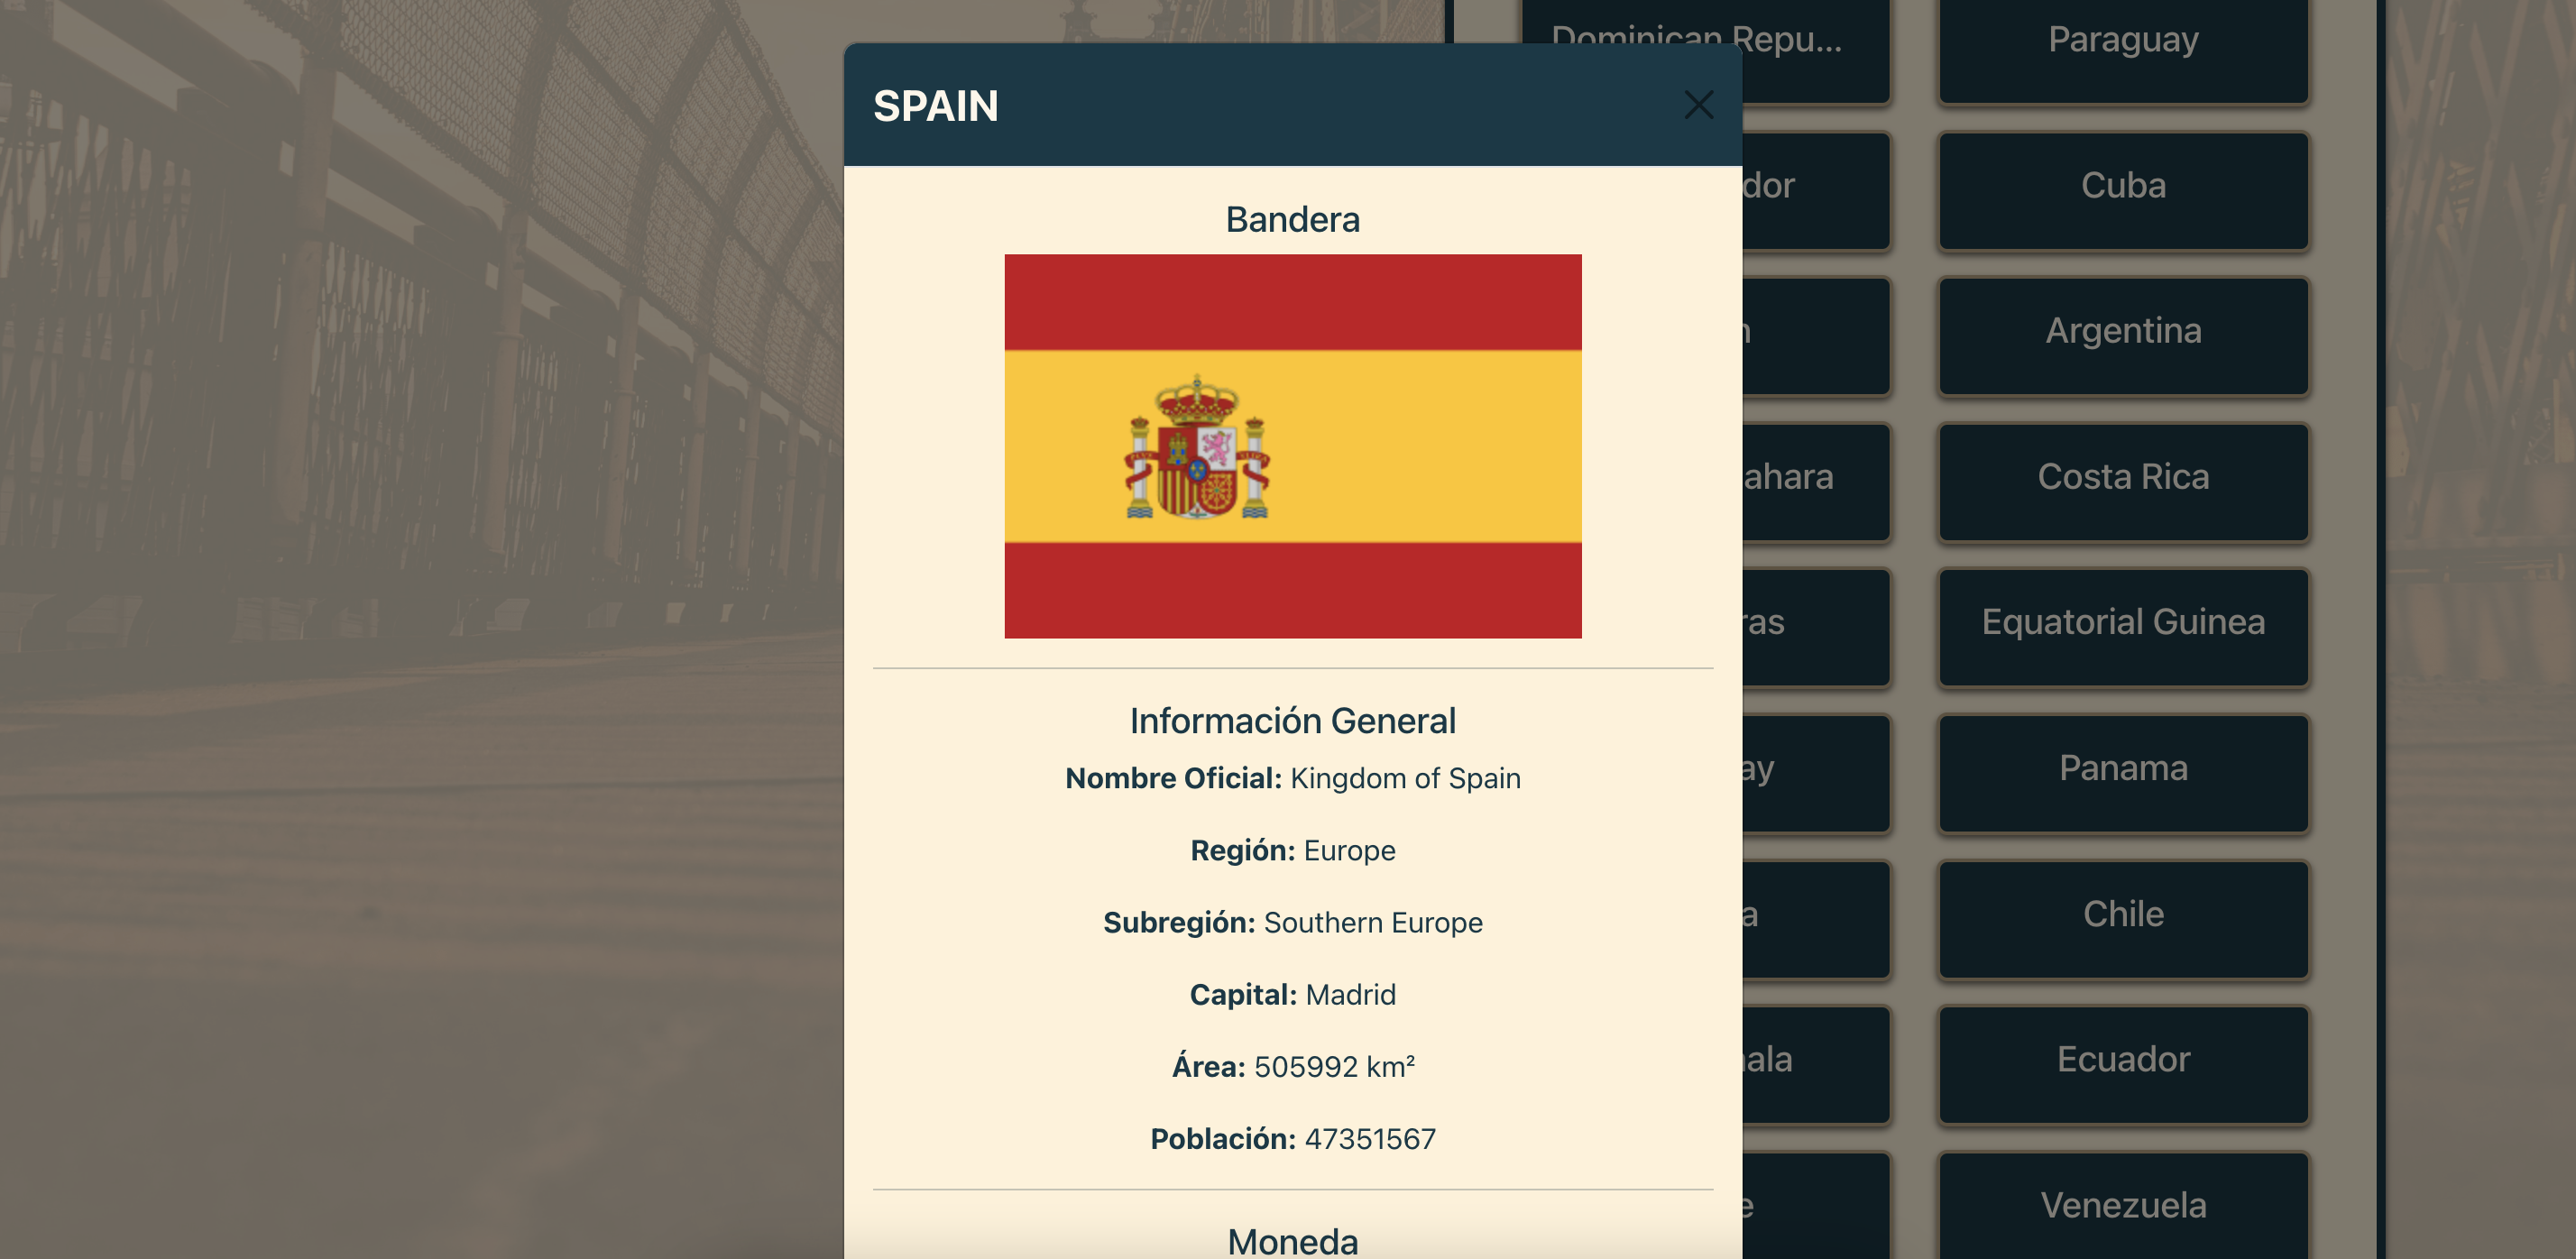 SPAIN
Bandera
Información General
Nombre Oficial: Kingdom of Spain
Región: Europe
Subregión: Southern Europe
Capital: Madrid
Área: 505992 km²
Población: 47351567
Moneda
Dominican Repu...
Paraguay
dor
Cuba
Argentina
ahara
Costa Rica
ras
Equatorial Guinea
ay
Panama
a
Chile
ala
Ecuador
e
Venezuela